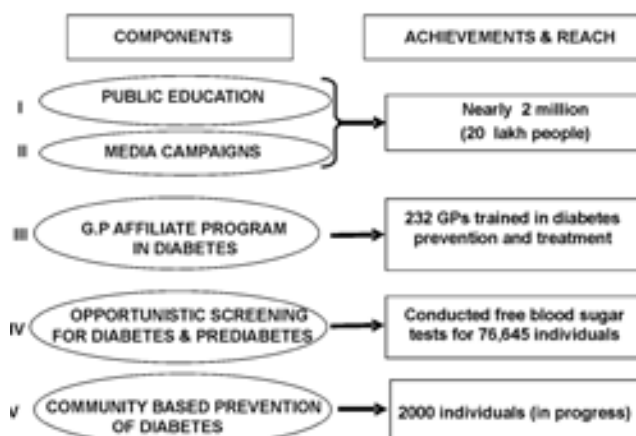 COMPONENTS
ACHIEVEMENTS & REACH
I
PUBLIC EDUCATION
II
MEDIA CAMPAIGNS
Nearly 2 million
(20 lakh people)
III
G.P AFFILIATE PROGRAM
IN DIABETES
232 GPs trained in diabetes
prevention and treatment
IV
OPPORTUNISTIC SCREENING
FOR DIABETES & PREDIABETES
Conducted free blood sugar
tests for 76,645 individuals
V
COMMUNITY BASED PREVENTION
OF DIABETES
2000 individuals (in progress)